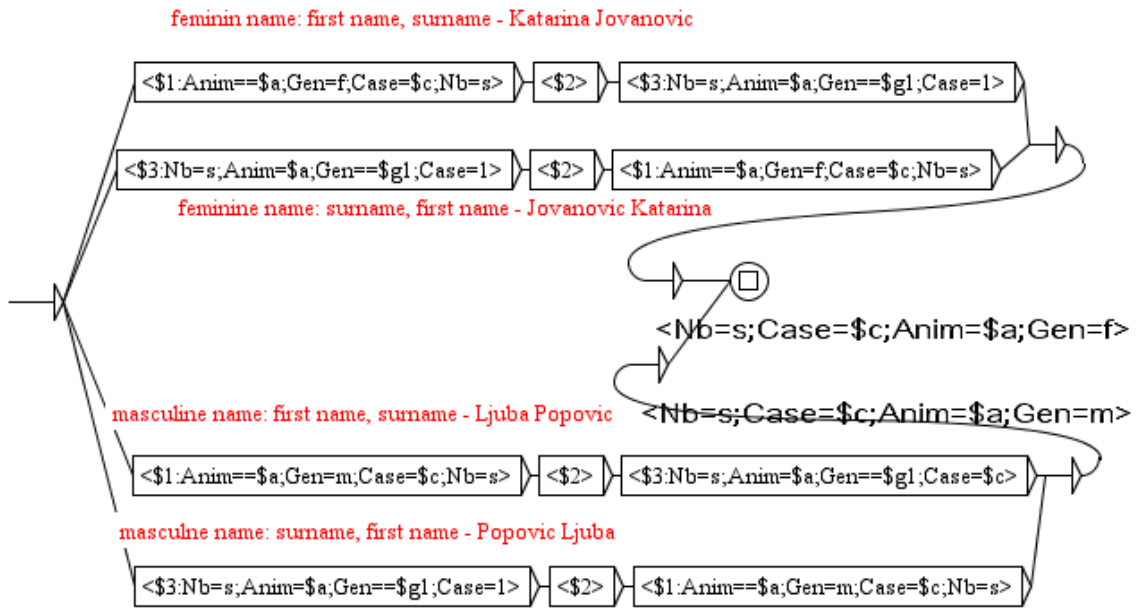 feminin name: first name, surname - Katarina Jovanovic
<$1:Anim==$a;Gen=f;Case=$c;Nb=s> <$2> <$3:Nb=s;Anim=$a;Gen==$g1;Case=1>
<$3:Nb=s;Anim=$a;Gen==$g1;Case=1> <$2> <$1:Anim==$a;Gen=f;Case=$c;Nb=s>
feminine name: surname, first name - Jovanovic Katarina
<Nb=s;Case=$c;Anim=$a;Gen=f>
masculine name: first name, surname - Ljuba Popovic
<Nb=s;Case=$c;Anim=$a;Gen=m>
<$1:Anim==$a;Gen=m;Case=$c;Nb=s> <$2> <$3:Nb=s;Anim=$a;Gen==$g1;Case=$c>
masculne name: surname, first name - Popovic Ljuba
<$3:Nb=s;Anim=$a;Gen==$g1;Case=1> <$2> <$1:Anim==$a;Gen=m;Case=$c;Nb=s>